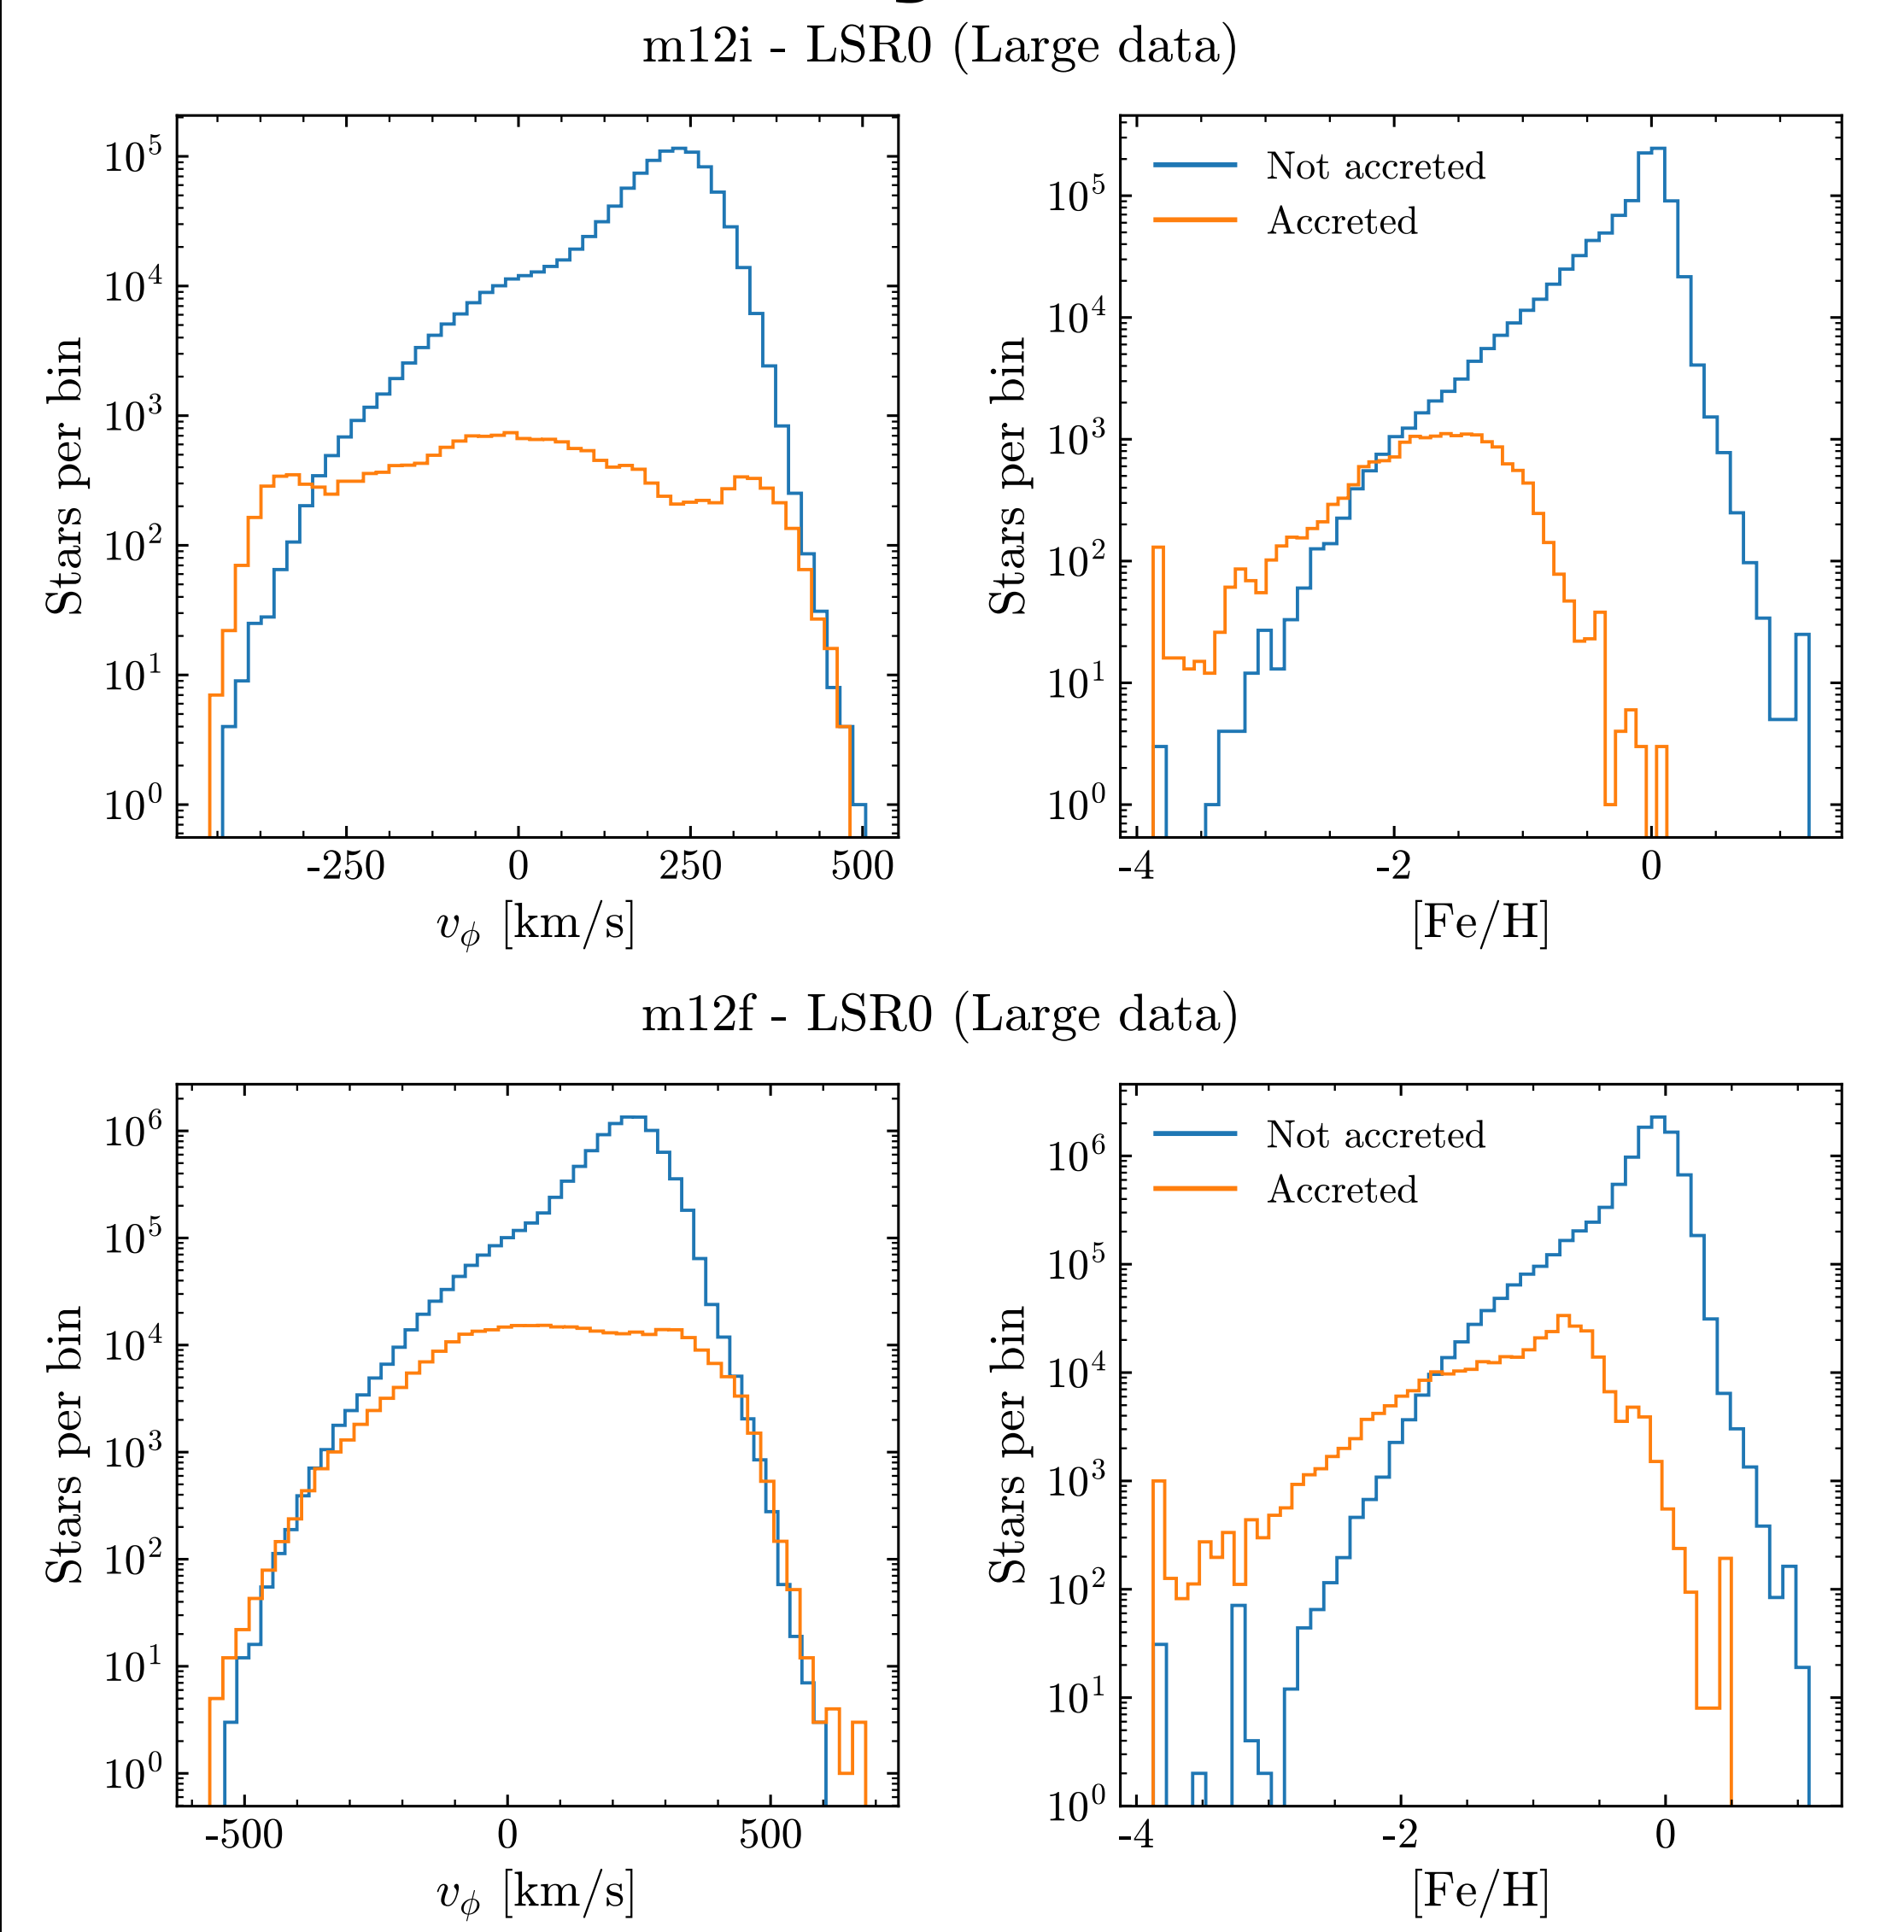 m12i - LSR0 (Large data)
10^5
10^4
10^3
10^2
10^1
10^0
Stars per bin
-250 0 250 500
v_ϕ [km/s]
Not accreted
Accreted
10^5
10^4
10^3
10^2
10^1
10^0
Stars per bin
-4 -2 0
[Fe/H]
m12f - LSR0 (Large data)
10^6
10^5
10^4
10^3
10^2
10^1
10^0
Stars per bin
-500 0 500
v_ϕ [km/s]
Not accreted
Accreted
10^6
10^5
10^4
10^3
10^2
10^1
10^0
Stars per bin
-4 -2 0
[Fe/H]